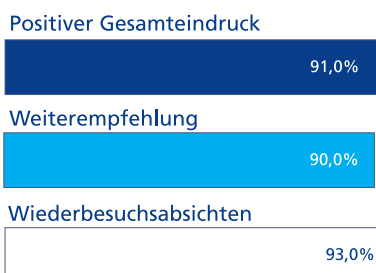 Positiver Gesamteindruck
91,0%
Weiterempfehlung
90,0%
Wiederbesuchsabsichten
93,0%